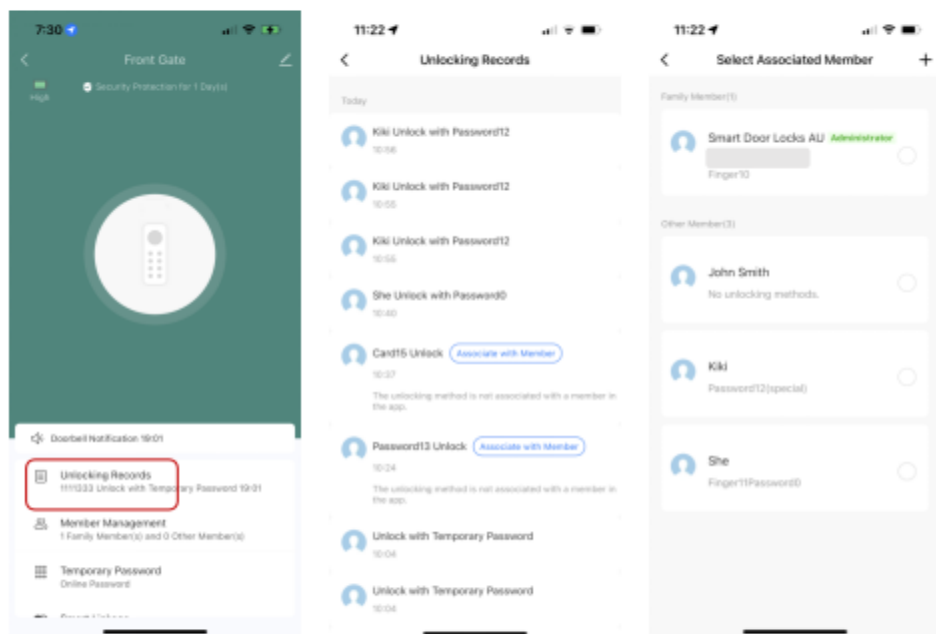 7:30
Front Gate
High
Security Protection for 1 Day(s)
Doorbell Notification 19:01
Unlocking Records
1111333 Unlock with Temporary Password 19:01
Member Management
1 Family Member(s) and 0 Other Member(s)
Temporary Password
Online Password
11:22
Unlocking Records
Today
Kiki Unlock with Password12
10:56
Kiki Unlock with Password12
10:55
Kiki Unlock with Password12
10:55
She Unlock with Password0
10:40
Card15 Unlock Associate with Member
10:37
The unlocking method is not associated with a member in
the app.
Password13 Unlock Associate with Member
10:24
The unlocking method is not associated with a member in
the app.
Unlock with Temporary Password
10:04
Unlock with Temporary Password
10:04
11:22
Select Associated Member +
Family Member(1)
Smart Door Locks AU Administrator
Finger10
Other Member(3)
John Smith
No unlocking methods.
Kiki
Password12(special)
She
Finger11Password0